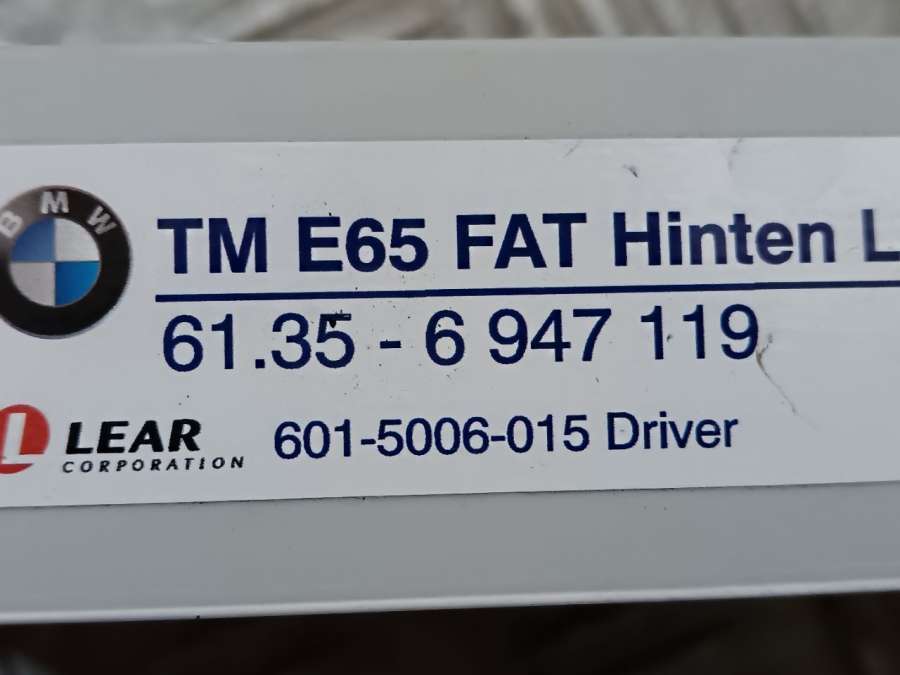 BMW
TM E65 FAT Hinten L
61.35 - 6 947 119
L LEAR
CORPORATION
601-5006-015 Driver